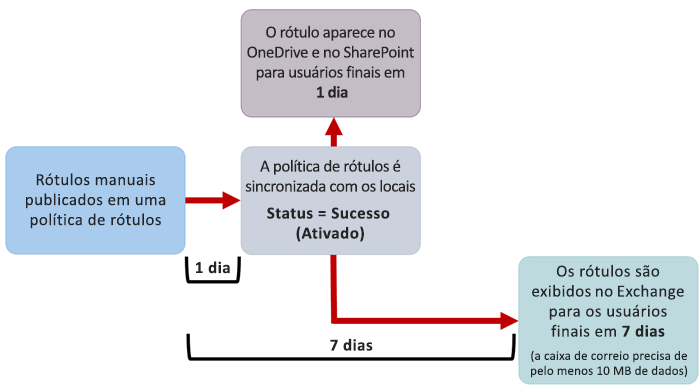 O rótulo aparece no
OneDrive e no SharePoint
para usuários finais em
1 dia
Rótulos manuais
publicados em uma
política de rótulos
A política de rótulos é
sincronizada com os locais
Status = Sucesso
(Ativado)
1 dia
7 dias
Os rótulos são
exibidos no Exchange
para os usuários
finais em 7 dias
(a caixa de correio precisa de
pelo menos 10 MB de dados)